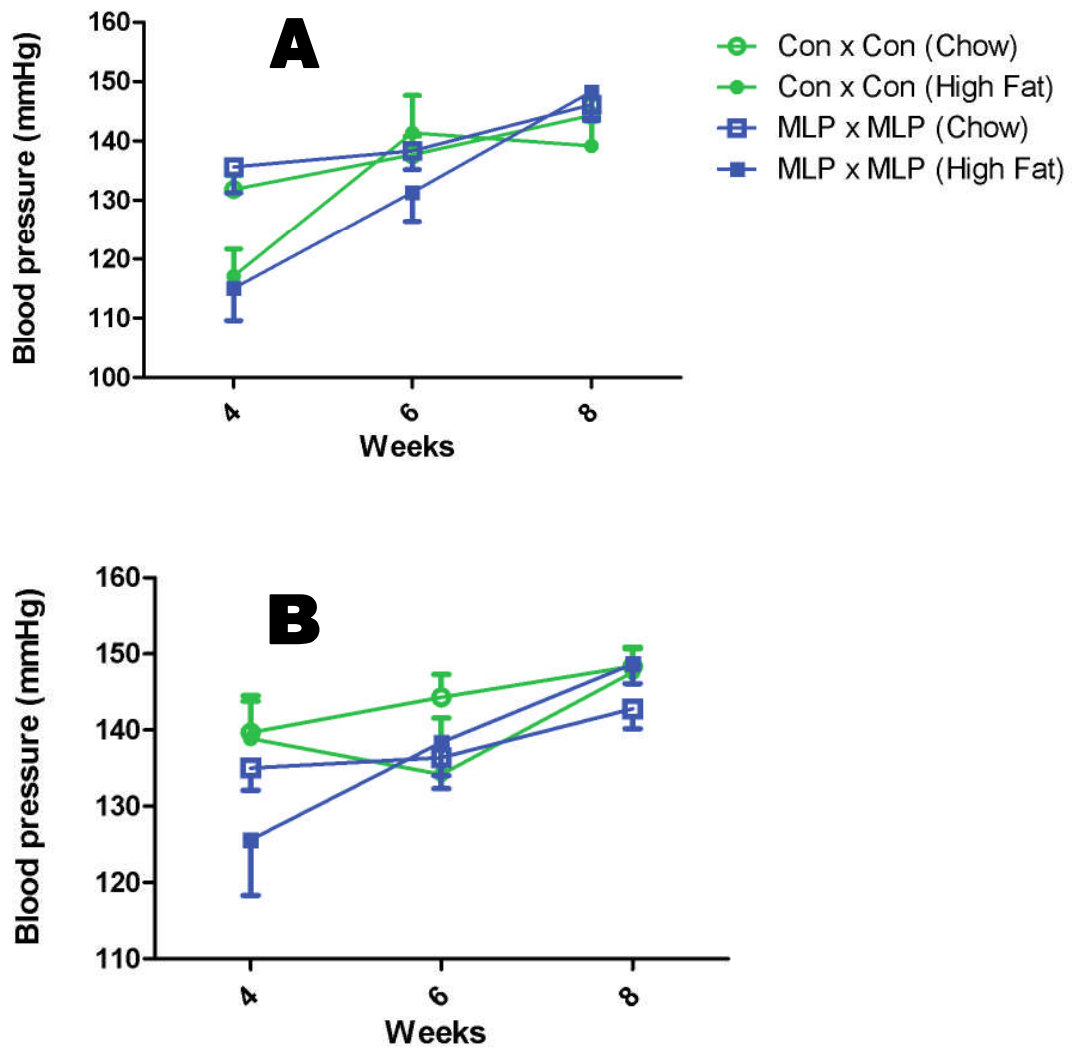 A
Blood pressure (mmHg)
160
150
140
130
120
110
100
4
6
8
Weeks
Con x Con (Chow)
Con x Con (High Fat)
MLP x MLP (Chow)
MLP x MLP (High Fat)
B
Blood pressure (mmHg)
160
150
140
130
120
110
4
6
8
Weeks